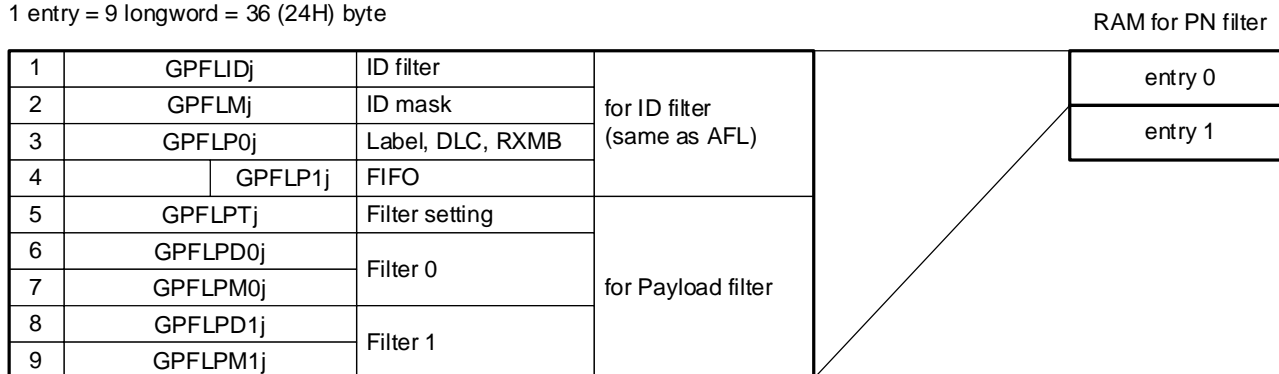 1 entry = 9 longword = 36 (24H) byte
RAM for PN filter
1 GPFLIDj ID filter
2 GPFLMj ID mask
3 GPFLP0j Label, DLC, RXMB
4 GPFLP1j FIFO
for ID filter
(same as AFL)
5 GPFLPTj Filter setting
6 GPFLPD0j
Filter 0
7 GPFLPM0j
8 GPFLPD1j
Filter 1
9 GPFLPM1j
for Payload filter
entry 0
entry 1